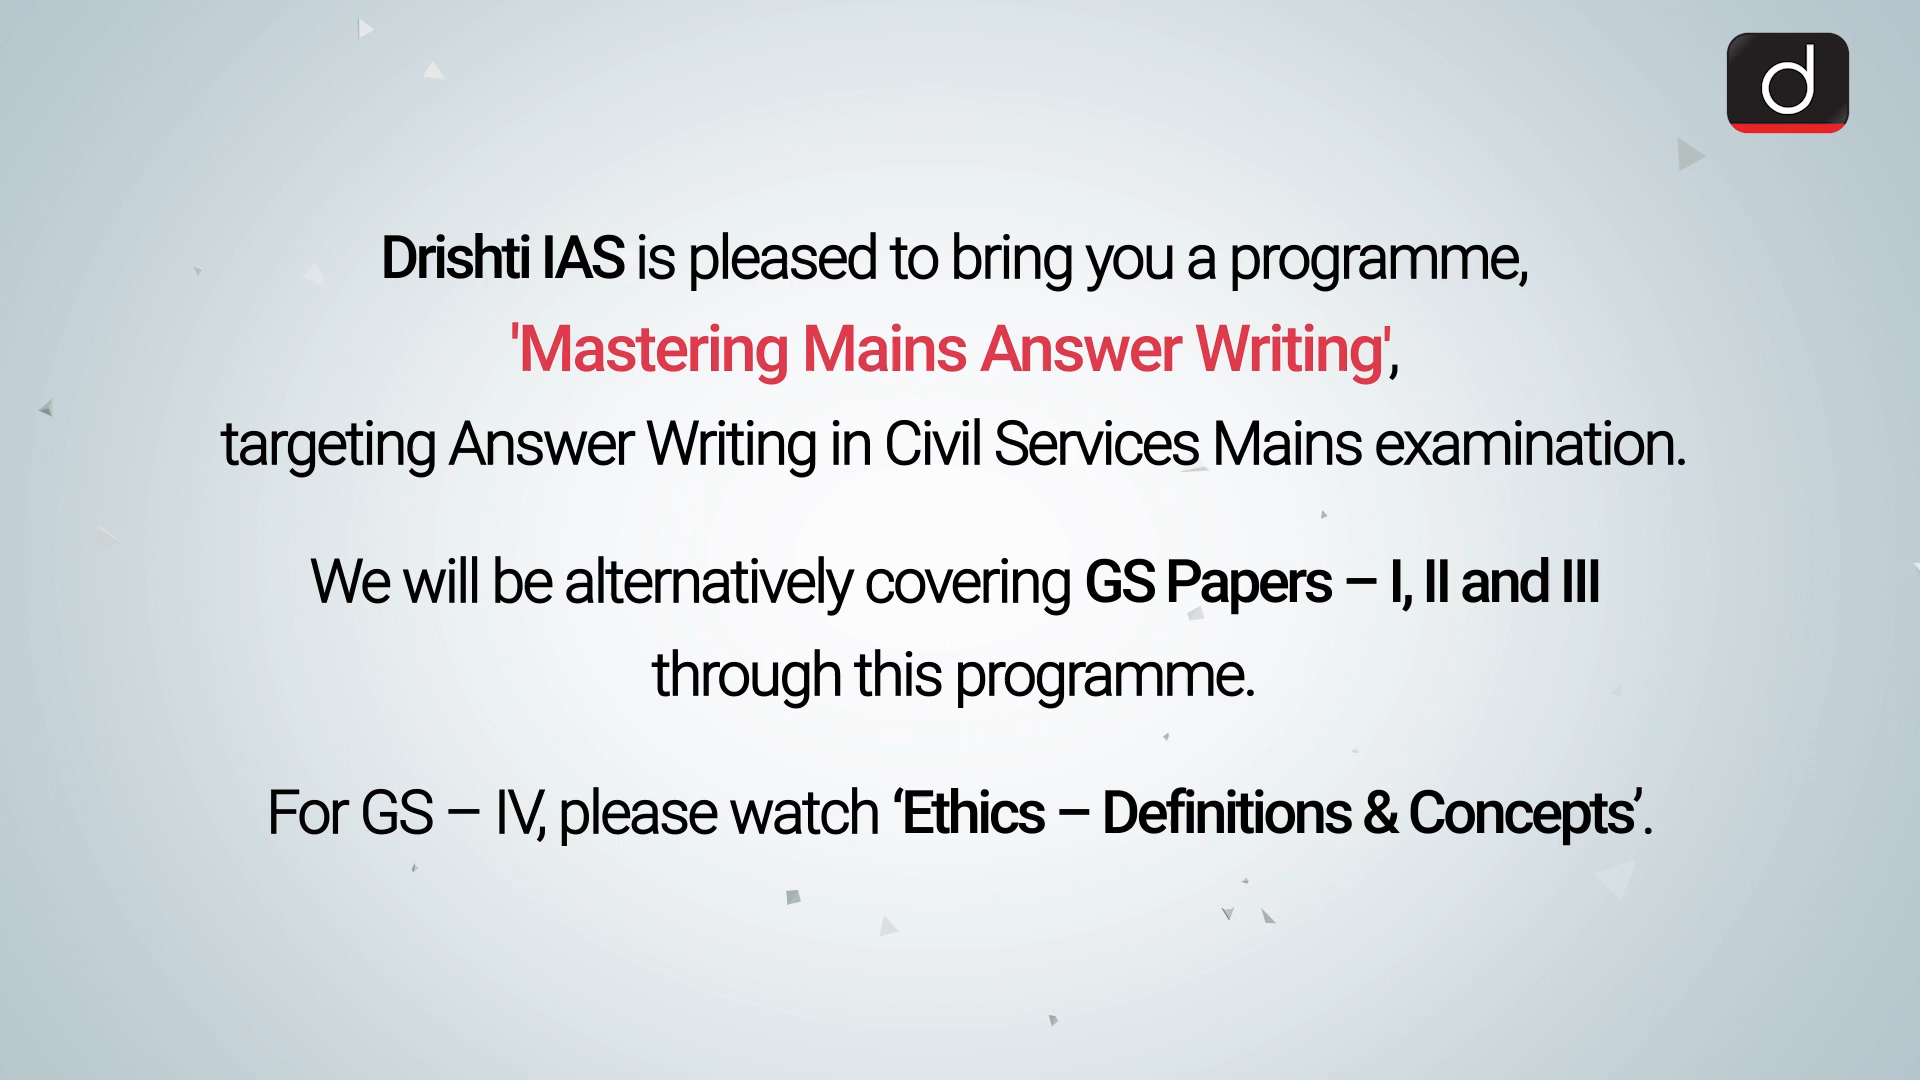 d
Drishti IAS is pleased to bring you a programme,
'Mastering Mains Answer Writing',
targeting Answer Writing in Civil Services Mains examination.
We will be alternatively covering GS Papers – I, II and III
through this programme.
For GS – IV, please watch ‘Ethics – Definitions & Concepts’.